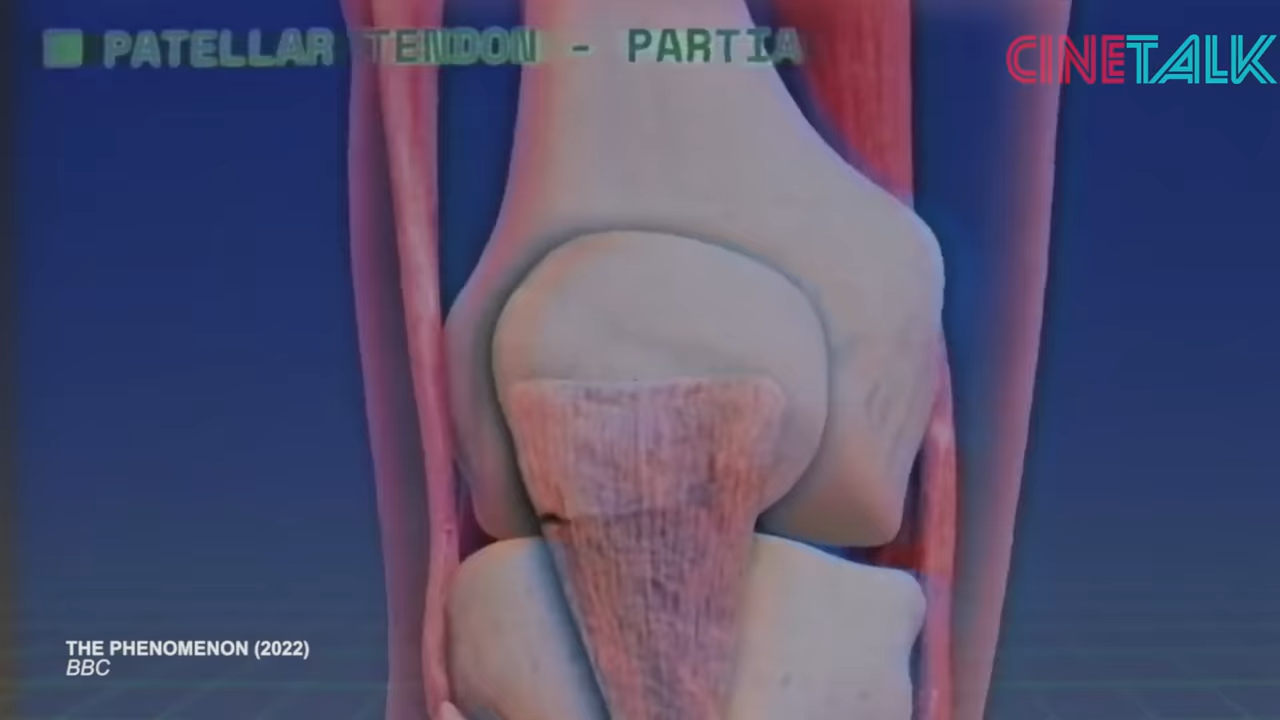 PATELLAR TENDON - PARTIA
CINETALK
THE PHENOMENON (2022)
BBC